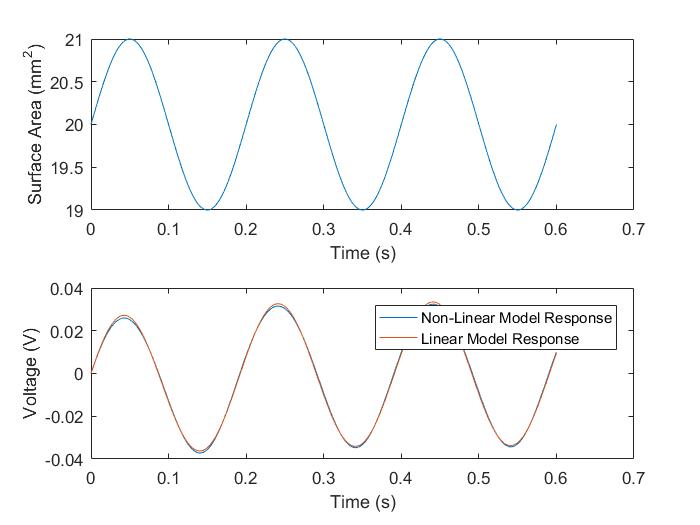 21
20.5
20
19.5
19
Surface Area (mm²)
0 0.1 0.2 0.3 0.4 0.5 0.6 0.7
Time (s)
0.04
0.02
0
-0.02
-0.04
Voltage (V)
Non-Linear Model Response
Linear Model Response
0 0.1 0.2 0.3 0.4 0.5 0.6 0.7
Time (s)